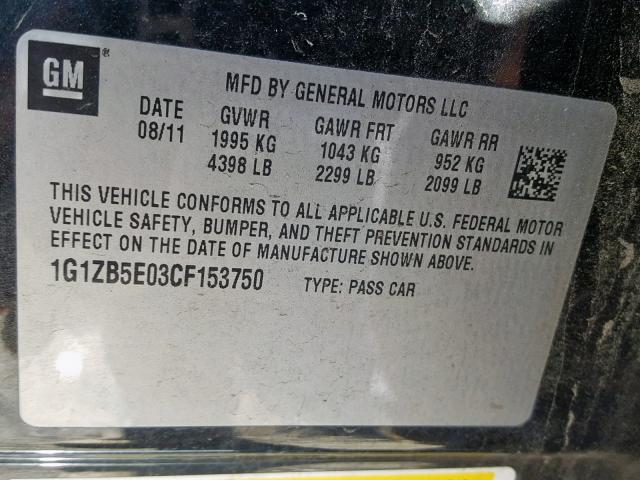 GM ®
MFD BY GENERAL MOTORS LLC
DATE GVWR GAWR FRT GAWR RR
08/11 1995 KG 1043 KG 952 KG
4398 LB 2299 LB 2099 LB
THIS VEHICLE CONFORMS TO ALL APPLICABLE U.S. FEDERAL MOTOR
VEHICLE SAFETY, BUMPER, AND THEFT PREVENTION STANDARDS IN
EFFECT ON THE DATE OF MANUFACTURE SHOWN ABOVE.
1G1ZB5E03CF153750 TYPE: PASS CAR